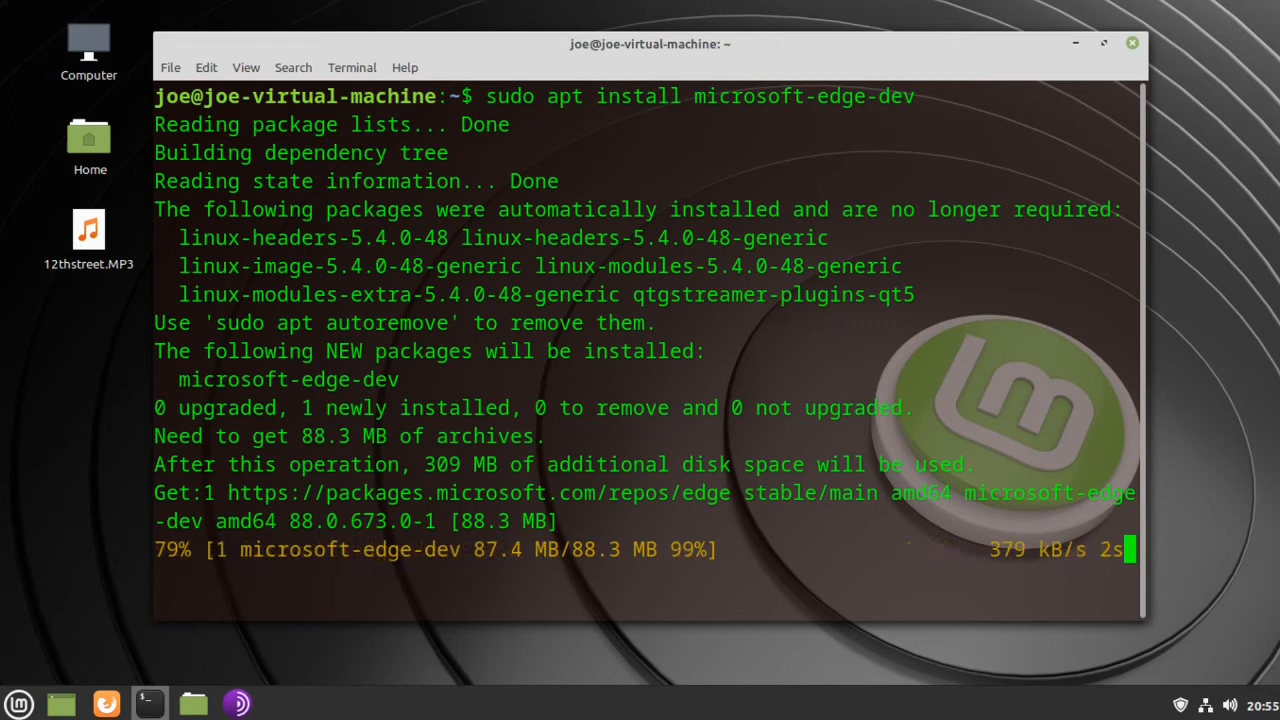 joe@joe-virtual-machine: ~
Computer
File Edit View Search Terminal Help
joe@joe-virtual-machine:~$ sudo apt install microsoft-edge-dev
Reading package lists... Done
Building dependency tree
Reading state information... Done
The following packages were automatically installed and are no longer required:
linux-headers-5.4.0-48 linux-headers-5.4.0-48-generic
linux-image-5.4.0-48-generic linux-modules-5.4.0-48-generic
linux-modules-extra-5.4.0-48-generic qtgstreamer-plugins-qt5
Use 'sudo apt autoremove' to remove them.
The following NEW packages will be installed:
microsoft-edge-dev
0 upgraded, 1 newly installed, 0 to remove and 0 not upgraded.
Need to get 88.3 MB of archives.
After this operation, 309 MB of additional disk space will be used.
Get:1 https://packages.microsoft.com/repos/edge stable/main amd64 microsoft-edge
-dev amd64 88.0.673.0-1 [88.3 MB]
79% [1 microsoft-edge-dev 87.4 MB/88.3 MB 99%] 379 kB/s 2s
Home
12thstreet.MP3
20:55